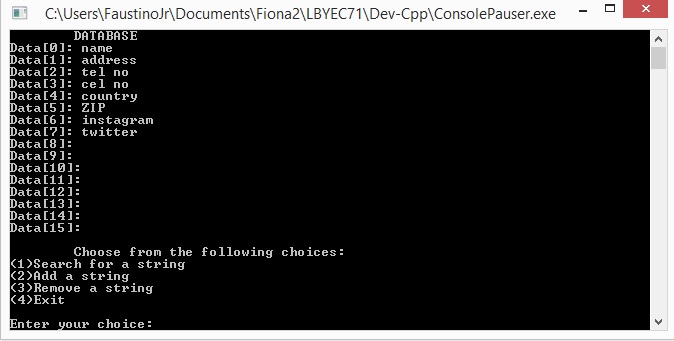 C:\Users\FaustinoJr\Documents\Fiona2\LBYEC71\Dev-Cpp\ConsolePauser.exe
DATABASE
Data[0]: name
Data[1]: address
Data[2]: tel no
Data[3]: cel no
Data[4]: country
Data[5]: ZIP
Data[6]: instagram
Data[7]: twitter
Data[8]:
Data[9]:
Data[10]:
Data[11]:
Data[12]:
Data[13]:
Data[14]:
Data[15]:
Choose from the following choices:
(1)Search for a string
(2)Add a string
(3)Remove a string
(4)Exit
Enter your choice: